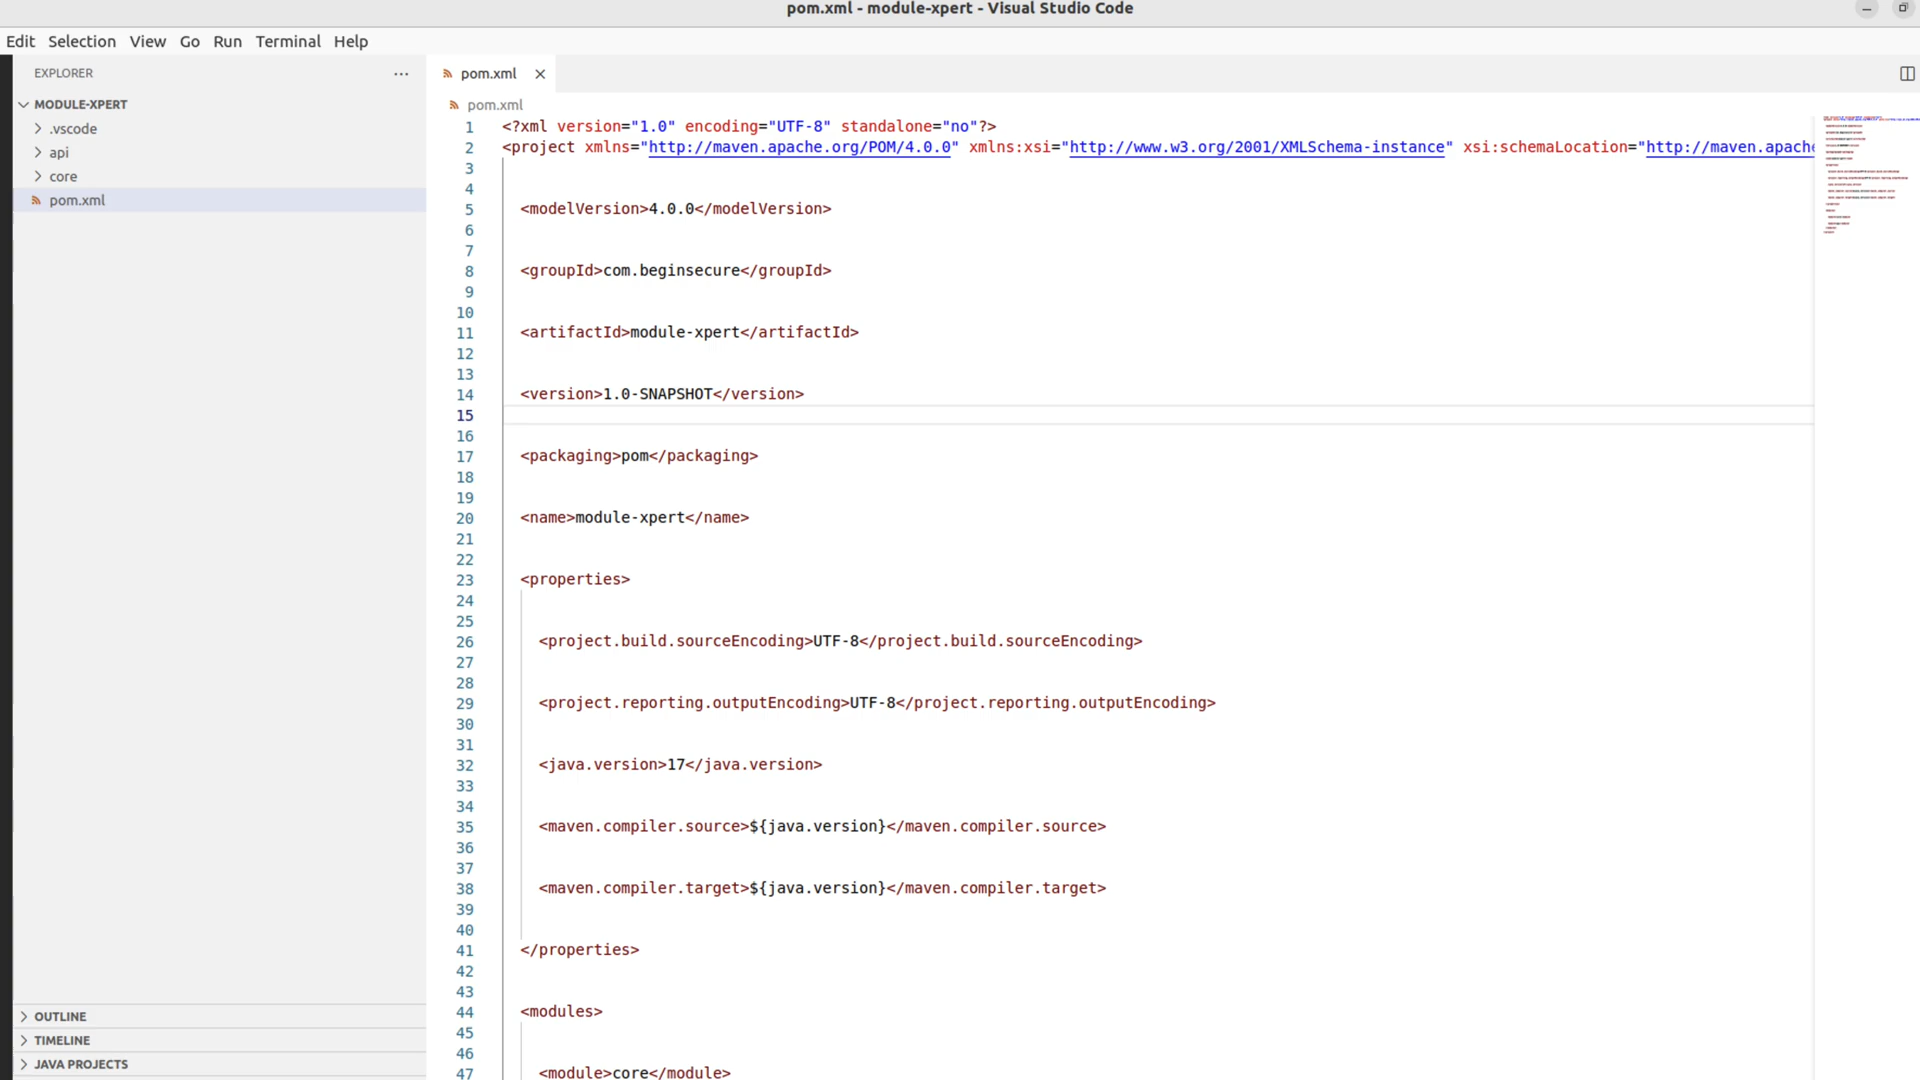 pom.xml - module-xpert - Visual Studio Code
Edit Selection View Go Run Terminal Help
EXPLORER
MODULE-XPERT
.vscode
api
core
pom.xml
OUTLINE
TIMELINE
JAVA PROJECTS
pom.xml
pom.xml
1 <?xml version="1.0" encoding="UTF-8" standalone="no"?>
2 <project xmlns="http://maven.apache.org/POM/4.0.0" xmlns:xsi="http://www.w3.org/2001/XMLSchema-instance" xsi:schemaLocation="http://maven.apache
3
4
5 <modelVersion>4.0.0</modelVersion>
6
7
8 <groupId>com.beginsecure</groupId>
9
10
11 <artifactId>module-xpert</artifactId>
12
13
14 <version>1.0-SNAPSHOT</version>
15
16
17 <packaging>pom</packaging>
18
19
20 <name>module-xpert</name>
21
22
23 <properties>
24
25
26 <project.build.sourceEncoding>UTF-8</project.build.sourceEncoding>
27
28
29 <project.reporting.outputEncoding>UTF-8</project.reporting.outputEncoding>
30
31
32 <java.version>17</java.version>
33
34
35 <maven.compiler.source>${java.version}</maven.compiler.source>
36
37
38 <maven.compiler.target>${java.version}</maven.compiler.target>
39
40
41 </properties>
42
43
44 <modules>
45
46
47 <module>core</module>